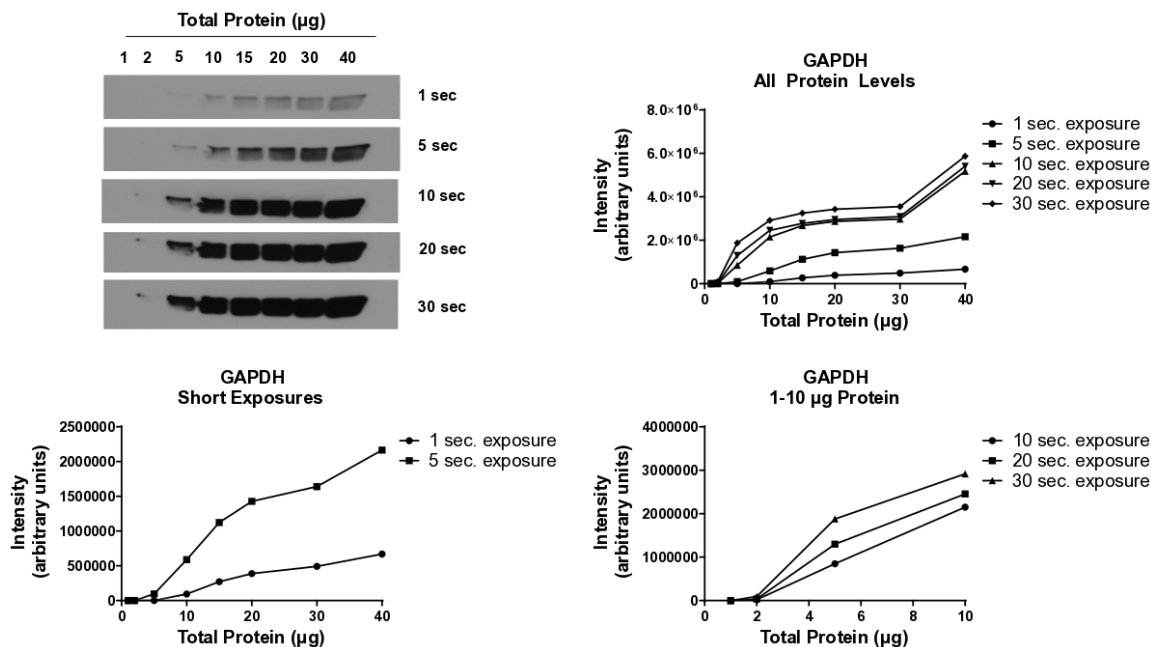 Total Protein (µg)
1 2 5 10 15 20 30 40
1 sec
5 sec
10 sec
20 sec
30 sec
GAPDH
All Protein Levels
Intensity
(arbitrary units)
8.0×10⁶
6.0×10⁶
4.0×10⁶
2.0×10⁶
0
0 10 20 30 40
Total Protein (µg)
1 sec. exposure
5 sec. exposure
10 sec. exposure
20 sec. exposure
30 sec. exposure
GAPDH
Short Exposures
Intensity
(arbitrary units)
2500000
2000000
1500000
1000000
500000
0
0 10 20 30 40
Total Protein (µg)
1 sec. exposure
5 sec. exposure
GAPDH
1-10 µg Protein
Intensity
(arbitrary units)
4000000
3000000
2000000
1000000
0
0 2 4 6 8 10
Total Protein (µg)
10 sec. exposure
20 sec. exposure
30 sec. exposure